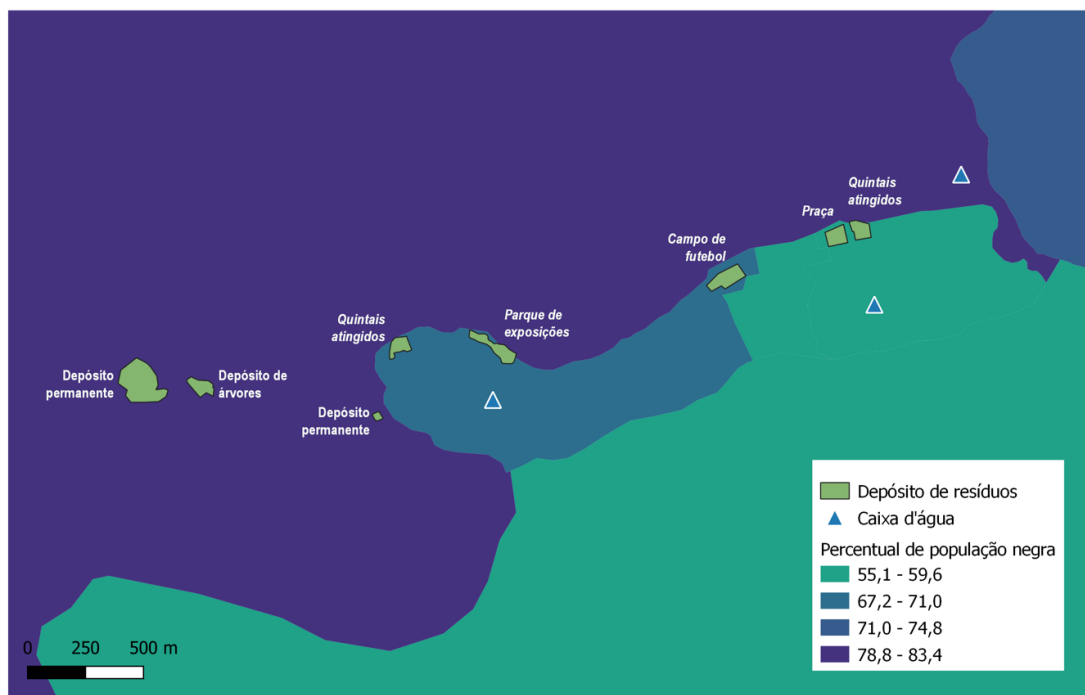 Quintais
atingidos
Praça
Campo de
futebol
Parque de
exposições
Quintais
atingidos
Depósito
permanente
Depósito de
árvores
Depósito
permanente
Depósito de resíduos
Caixa d'água
Percentual de população negra
55,1 - 59,6
67,2 - 71,0
71,0 - 74,8
78,8 - 83,4
0 250 500 m